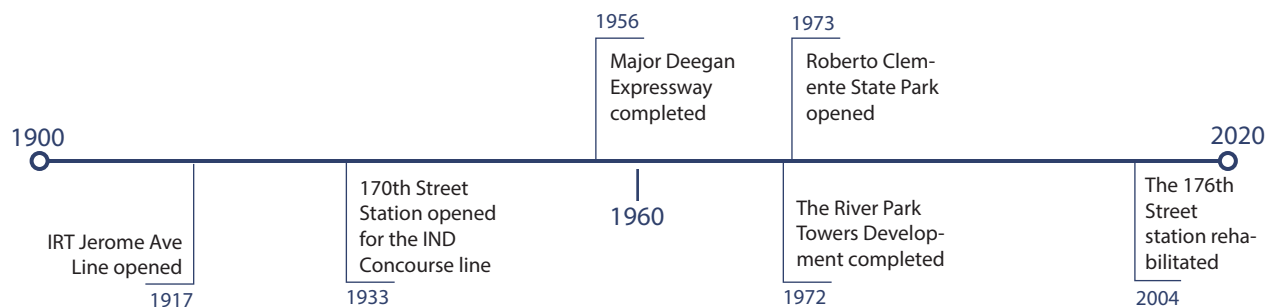 1956
Major Deegan
Expressway
completed
1973
Roberto Clem-
ente State Park
opened
1900
2020
IRT Jerome Ave
Line opened
1917
170th Street
Station opened
for the IND
Concourse line
1933
1960
The River Park
Towers Develop-
ment completed
1972
The 176th
Street
station reha-
bilitated
2004